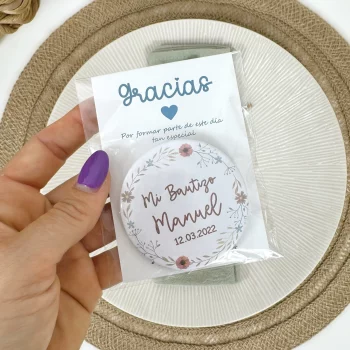 gracias
Por formar parte de este día
tan especial
Mi Bautizo
Manuel
12.03.2022